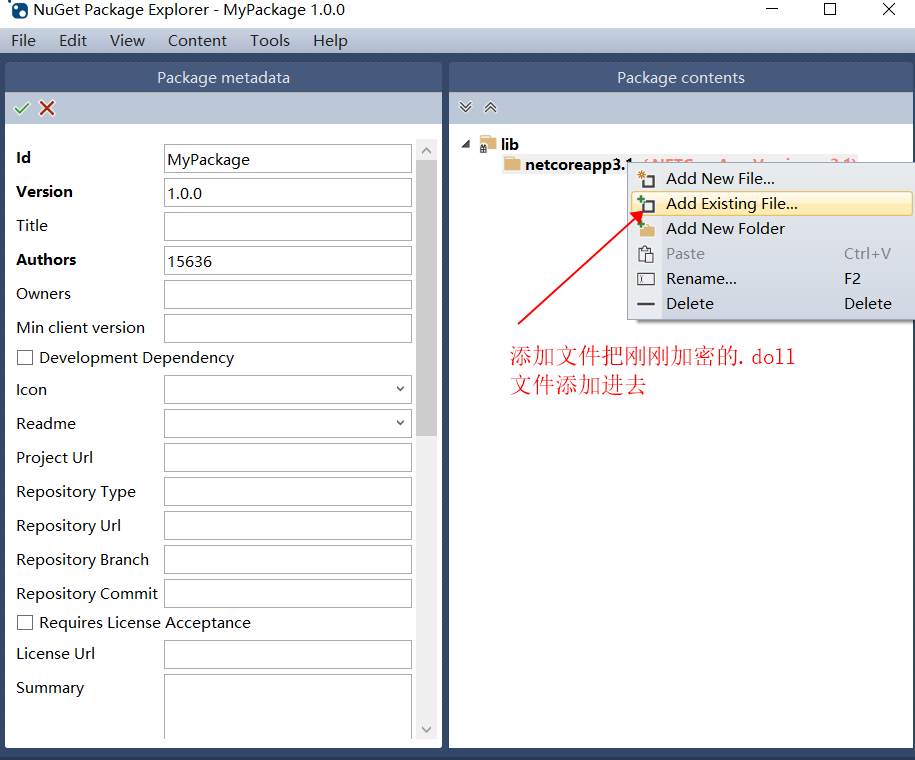 NuGet Package Explorer - MyPackage 1.0.0
File Edit View Content Tools Help
Package metadata
Id MyPackage
Version 1.0.0
Title
Authors 15636
Owners
Min client version
Development Dependency
Icon
Readme
Project Url
Repository Type
Repository Url
Repository Branch
Repository Commit
Requires License Acceptance
License Url
Summary
Package contents
lib
netcoreapp3.1
Add New File...
Add Existing File...
Add New Folder
Paste Ctrl+V
Rename... F2
Delete Delete
添加文件把刚刚加密的.doll
文件添加进去